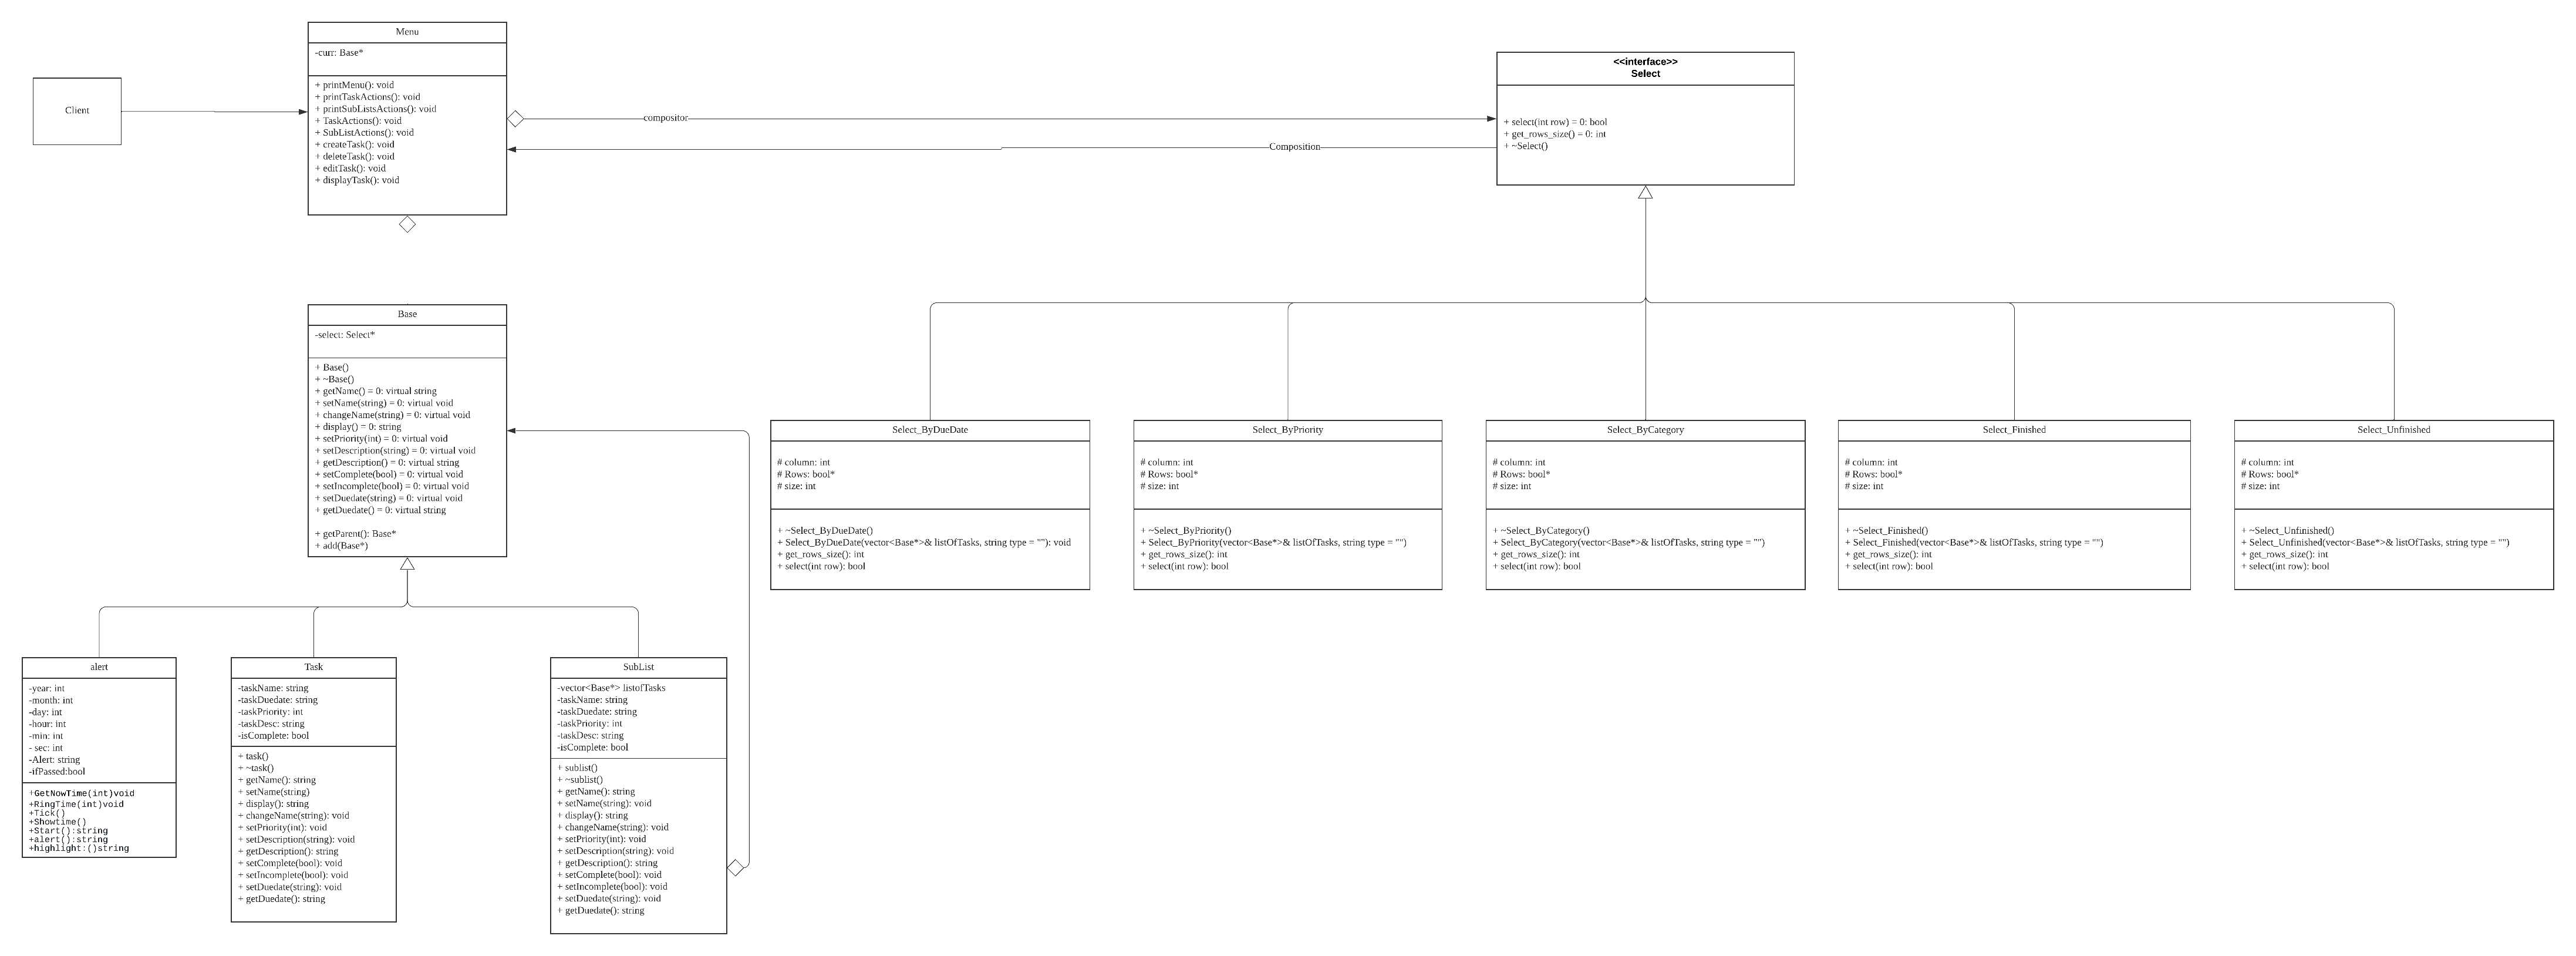 Client
Menu
-curr: Base*
+ printMenu(): void
+ printTaskActions(): void
+ printSubListsActions(): void
+ TaskActions(): void
+ SubListActions(): void
+ createTask(): void
+ deleteTask(): void
+ editTask(): void
+ displayTask(): void
compositor
Composition
<<interface>>
Select
+ select(int row) = 0: bool
+ get_rows_size() = 0: int
+ ~Select()
Base
-select: Select*
+ Base()
+ ~Base()
+ getName() = 0: virtual string
+ setName(string) = 0: virtual void
+ changeName(string) = 0: virtual void
+ display() = 0: string
+ setPriority(int) = 0: virtual void
+ setDescription(string) = 0: virtual void
+ getDescription() = 0: virtual string
+ setComplete(bool) = 0: virtual void
+ setIncomplete(bool) = 0: virtual void
+ setDuedate(string) = 0: virtual void
+ getDuedate() = 0: virtual string
+ getParent(): Base*
+ add(Base*)
Select_ByDueDate
# column: int
# Rows: bool*
# size: int
+ ~Select_ByDueDate()
+ Select_ByDueDate(vector<Base*>& listOfTasks, string type = ""): void
+ get_rows_size(): int
+ select(int row): bool
Select_ByPriority
# column: int
# Rows: bool*
# size: int
+ ~Select_ByPriority()
+ Select_ByPriority(vector<Base*>& listOfTasks, string type = "")
+ get_rows_size(): int
+ select(int row): bool
Select_ByCategory
# column: int
# Rows: bool*
# size: int
+ ~Select_ByCategory()
+ Select_ByCategory(vector<Base*>& listOfTasks, string type = "")
+ get_rows_size(): int
+ select(int row): bool
Select_Finished
# column: int
# Rows: bool*
# size: int
+ ~Select_Finished()
+ Select_Finished(vector<Base*>& listOfTasks, string type = "")
+ get_rows_size(): int
+ select(int row): bool
Select_Unfinished
# column: int
# Rows: bool*
# size: int
+ ~Select_Unfinished()
+ Select_Unfinished(vector<Base*>& listOfTasks, string type = "")
+ get_rows_size(): int
+ select(int row): bool
alert
-year: int
-month: int
-day: int
-hour: int
-min: int
- sec: int
-Alert: string
-ifPassed:bool
+GetNowTime(int)void
+RingTime(int)void
+Tick()
+Showtime()
+Start():string
+alert():string
+highlight:()string
Task
-taskName: string
-taskDuedate: string
-taskPriority: int
-taskDesc: string
-isComplete: bool
+ task()
+ ~task()
+ getName(): string
+ setName(string)
+ display(): string
+ changeName(string): void
+ setPriority(int): void
+ setDescription(string): void
+ getDescription(): string
+ setComplete(bool): void
+ setIncomplete(bool): void
+ setDuedate(string): void
+ getDuedate(): string
SubList
-vector<Base*> listofTasks
-taskName: string
-taskDuedate: string
-taskPriority: int
-taskDesc: string
-isComplete: bool
+ sublist()
+ ~sublist()
+ getName(): string
+ setName(string): void
+ display(): string
+ changeName(string): void
+ setPriority(int): void
+ setDescription(string): void
+ getDescription(): string
+ setComplete(bool): void
+ setIncomplete(bool): void
+ setDuedate(string): void
+ getDuedate(): string